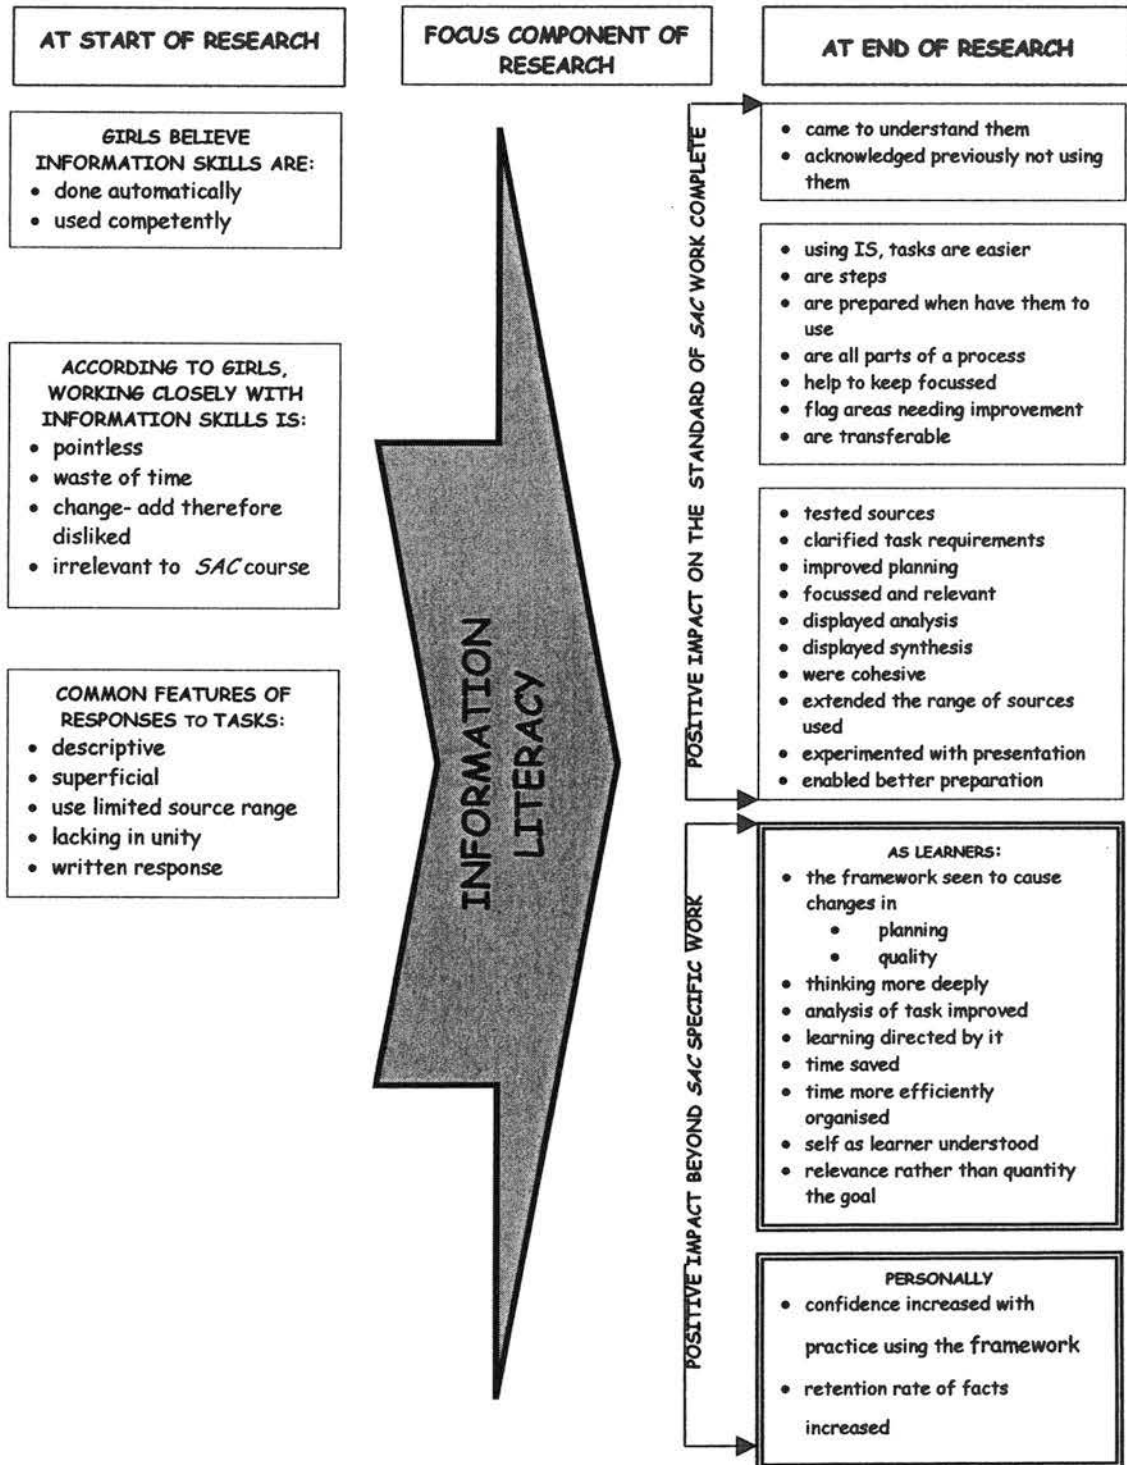 AT START OF RESEARCH
FOCUS COMPONENT OF
RESEARCH
AT END OF RESEARCH
GIRLS BELIEVE
INFORMATION SKILLS ARE:
• done automatically
• used competently
ACCORDING TO GIRLS,
WORKING CLOSELY WITH
INFORMATION SKILLS IS:
• pointless
• waste of time
• change- add therefore
disliked
• irrelevant to SAC course
COMMON FEATURES OF
RESPONSES TO TASKS:
• descriptive
• superficial
• use limited source range
• lacking in unity
• written response
INFORMATION
LITERACY
POSITIVE IMPACT ON THE STANDARD OF SAC WORK COMPLETE
• came to understand them
• acknowledged previously not using
them
• using IS, tasks are easier
• are steps
• are prepared when have them to
use
• are all parts of a process
• help to keep focussed
• flag areas needing improvement
• are transferable
• tested sources
• clarified task requirements
• improved planning
• focussed and relevant
• displayed analysis
• displayed synthesis
• were cohesive
• extended the range of sources
used
• experimented with presentation
• enabled better preparation
POSITIVE IMPACT BEYOND SAC SPECIFIC WORK
AS LEARNERS:
• the framework seen to cause
changes in
• planning
• quality
• thinking more deeply
• analysis of task improved
• learning directed by it
• time saved
• time more efficiently
organised
• self as learner understood
• relevance rather than quantity
the goal
PERSONALLY
• confidence increased with
practice using the framework
• retention rate of facts
increased